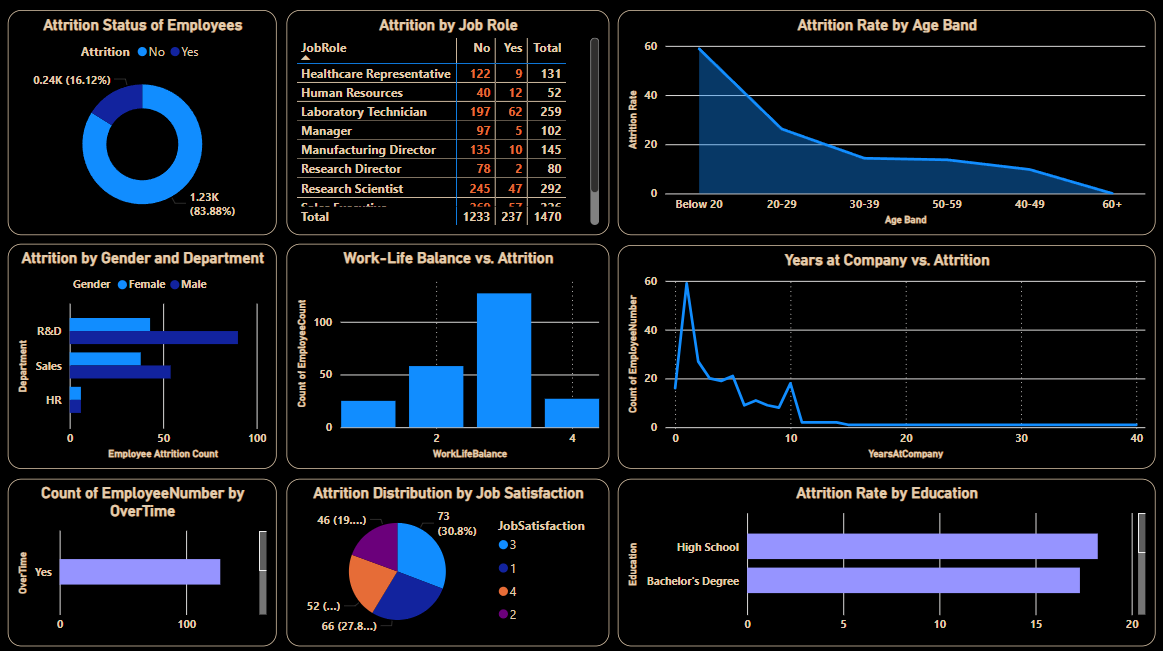 Attrition Status of Employees
Attrition No Yes
0.24K (16.12%)
1.23K
(83.88%)
Attrition by Job Role
JobRole No Yes Total
Healthcare Representative 122 9 131
Human Resources 40 12 52
Laboratory Technician 197 62 259
Manager 97 5 102
Manufacturing Director 135 10 145
Research Director 78 2 80
Research Scientist 245 47 292
Total 1233 237 1470
Attrition Rate by Age Band
Attrition Rate
60
40
20
0
Below 20 20-29 30-39 50-59 40-49 60+
Age Band
Attrition by Gender and Department
Gender Female Male
Department
R&D
Sales
HR
0 50 100
Employee Attrition Count
Work-Life Balance vs. Attrition
Count of EmployeeCount
100
50
0
2 4
WorkLifeBalance
Years at Company vs. Attrition
Count of EmployeeNumber
60
40
20
0
0 10 20 30 40
YearsAtCompany
Count of EmployeeNumber by
OverTime
OverTime
Yes
0 100
Attrition Distribution by Job Satisfaction
46 (19....)
73
(30.8%)
52 (...)
66 (27.8...)
JobSatisfaction
3
1
4
2
Attrition Rate by Education
Education
High School
Bachelor's Degree
0 5 10 15 20